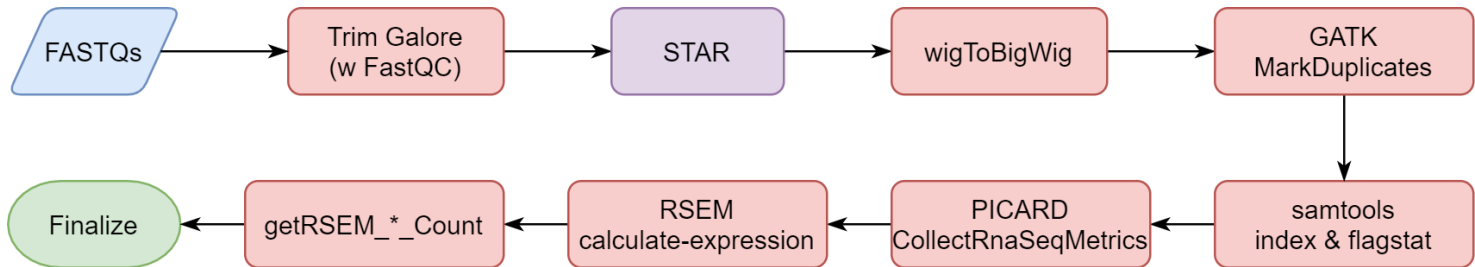 FASTQs
Trim Galore
(w FastQC)
STAR
wigToBigWig
GATK
MarkDuplicates
samtools
index & flagstat
PICARD
CollectRnaSeqMetrics
RSEM
calculate-expression
getRSEM_*_Count
Finalize